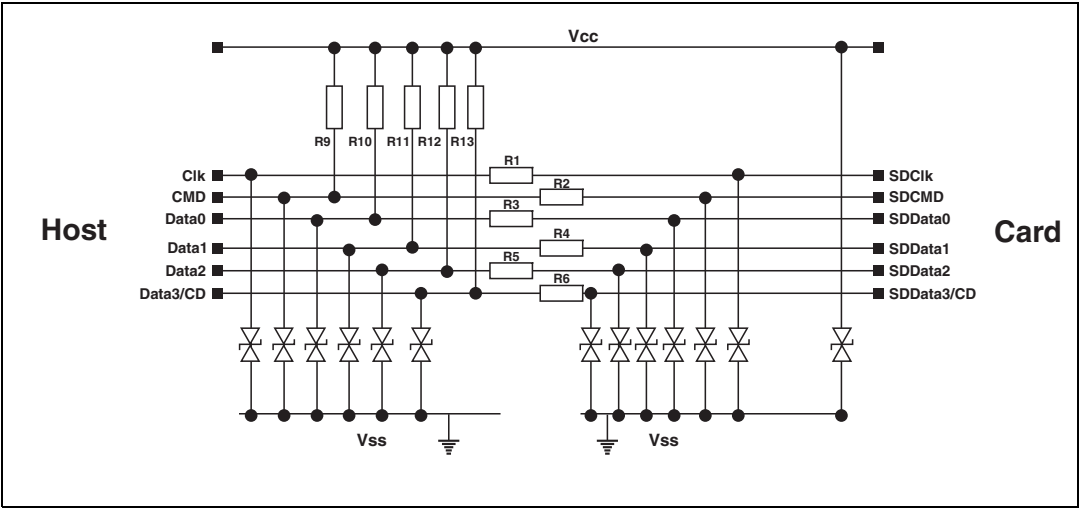 Vcc
R9 R10 R11 R12 R13
Clk R1 SDClk
CMD R2 SDCMD
Data0 R3 SDData0
Host Card
Data1 R4 SDData1
Data2 R5 SDData2
Data3/CD R6 SDData3/CD
Vss Vss